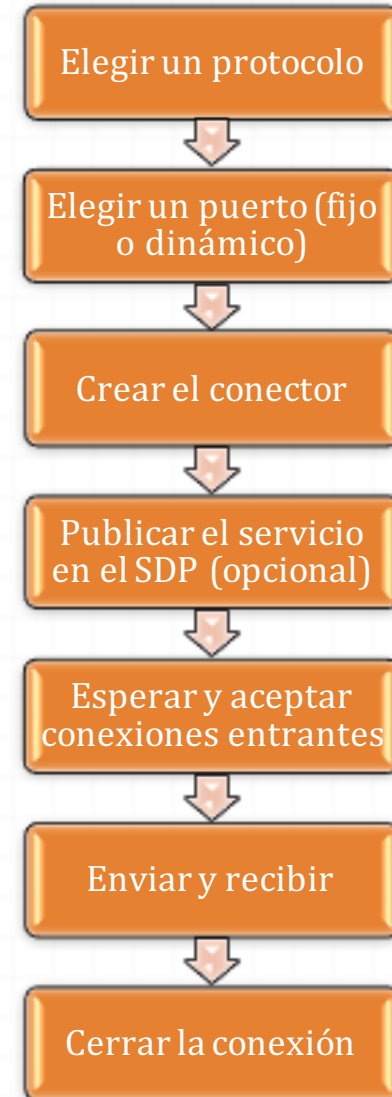 Elegir un protocolo
Elegir un puerto (fijo
o dinámico)
Crear el conector
Publicar el servicio
en el SDP (opcional)
Esperar y aceptar
conexiones entrantes
Enviar y recibir
Cerrar la conexión